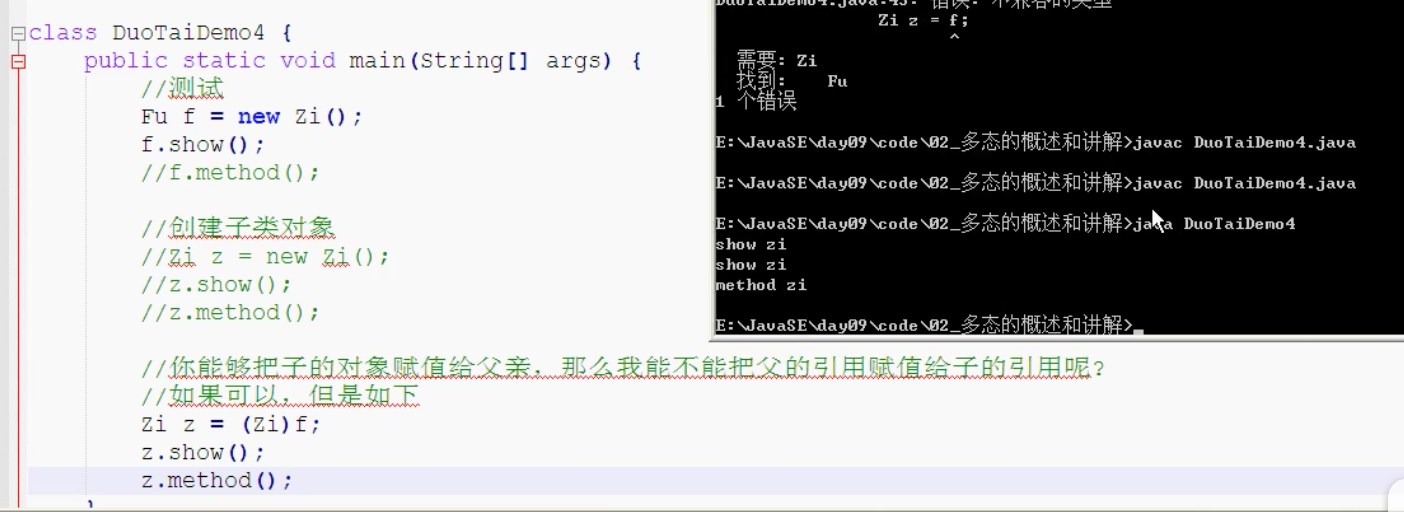 class DuoTaiDemo4 {
public static void main(String[] args) {
//测试
Fu f = new Zi();
f.show();
//f.method();
//创建子类对象
//Zi z = new Zi();
//z.show();
//z.method();
//你能够把子的对象赋值给父亲，那么我能不能把父的引用赋值给子的引用呢?
//如果可以，但是如下
Zi z = (Zi)f;
z.show();
z.method();
}
DuoTaiDemo4.java:43: 错误: 不兼容的类型
Zi z = f;
^
需要: Zi
找到: Fu
1 个错误
E:\JavaSE\day09\code\02_多态的概述和讲解>javac DuoTaiDemo4.java
E:\JavaSE\day09\code\02_多态的概述和讲解>javac DuoTaiDemo4.java
E:\JavaSE\day09\code\02_多态的概述和讲解>java DuoTaiDemo4
show zi
show zi
method zi
E:\JavaSE\day09\code\02_多态的概述和讲解>